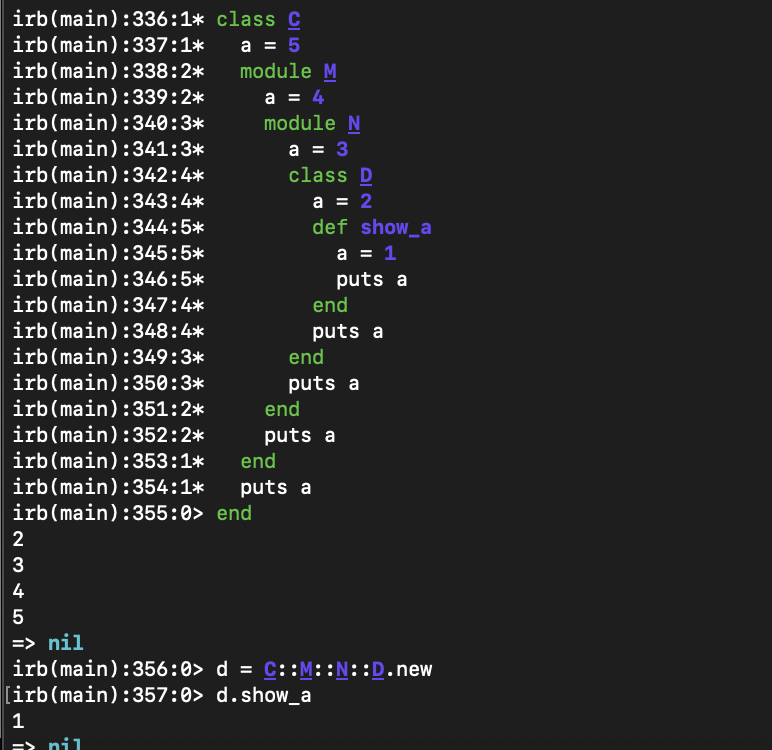 irb(main):336:1* class C
irb(main):337:1*   a = 5
irb(main):338:2*   module M
irb(main):339:2*     a = 4
irb(main):340:3*     module N
irb(main):341:3*       a = 3
irb(main):342:4*       class D
irb(main):343:4*         a = 2
irb(main):344:5*         def show_a
irb(main):345:5*           a = 1
irb(main):346:5*           puts a
irb(main):347:4*         end
irb(main):348:4*         puts a
irb(main):349:3*       end
irb(main):350:3*       puts a
irb(main):351:2*     end
irb(main):352:2*     puts a
irb(main):353:1*   end
irb(main):354:1*   puts a
irb(main):355:0> end
2
3
4
5
=> nil
irb(main):356:0> d = C::M::N::D.new
[irb(main):357:0> d.show_a
1
=> nil